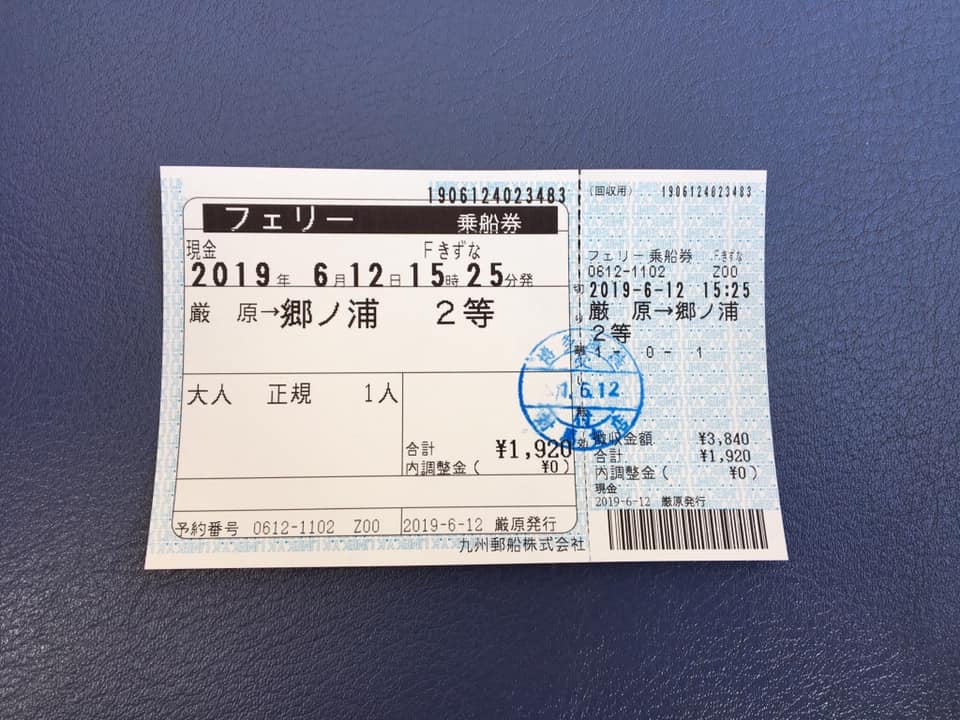 1906124023483
フェリー 乗船券
現金 Fきずな
2019年 6月12日15時25分発
厳 原→郷ノ浦 2等
大人 正規 1人
合計 ¥1,920
内調整金( ¥0)
予約番号 0612-1102 Z00 2019-6-12 厳原発行
九州郵船株式会社
(回収用) 1906124023483
フェリー 乗船券 Fきずな
0612-1102 Z00
2019-6-12 15:25
厳 原→郷ノ浦
2等
1- 0- 1
領収金額 ¥3,840
合計 ¥1,920
内調整金( ¥0)
現金
2019-6-12 厳原発行
1.6.12